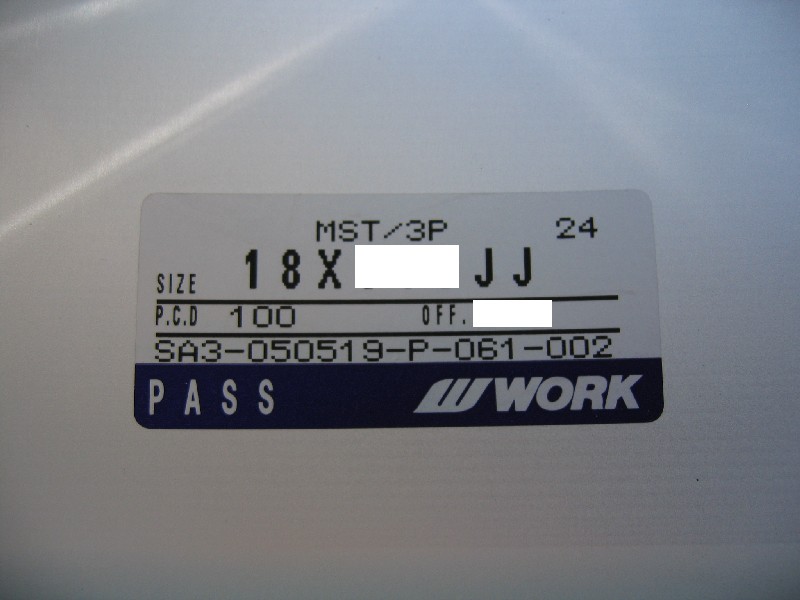 MST/3P 24
SIZE 18X JJ
P.C.D 100 OFF.
SA3-050519-P-061-002
PASS WORK